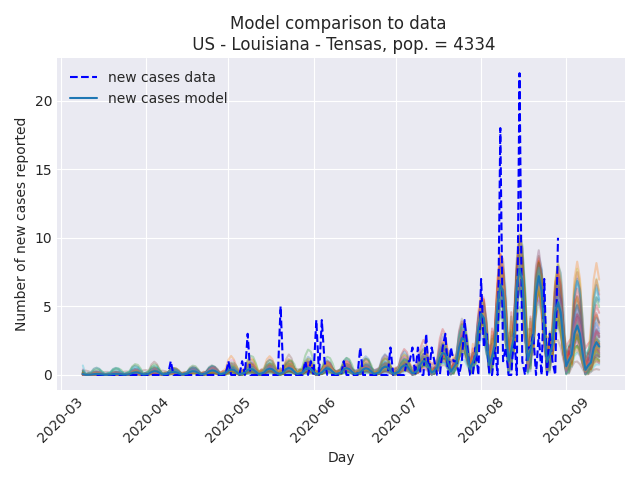 Model comparison to data
US - Louisiana - Tensas, pop. = 4334
new cases data
new cases model
Number of new cases reported
20
15
10
5
0
2020-03
2020-04
2020-05
2020-06
2020-07
2020-08
2020-09
Day